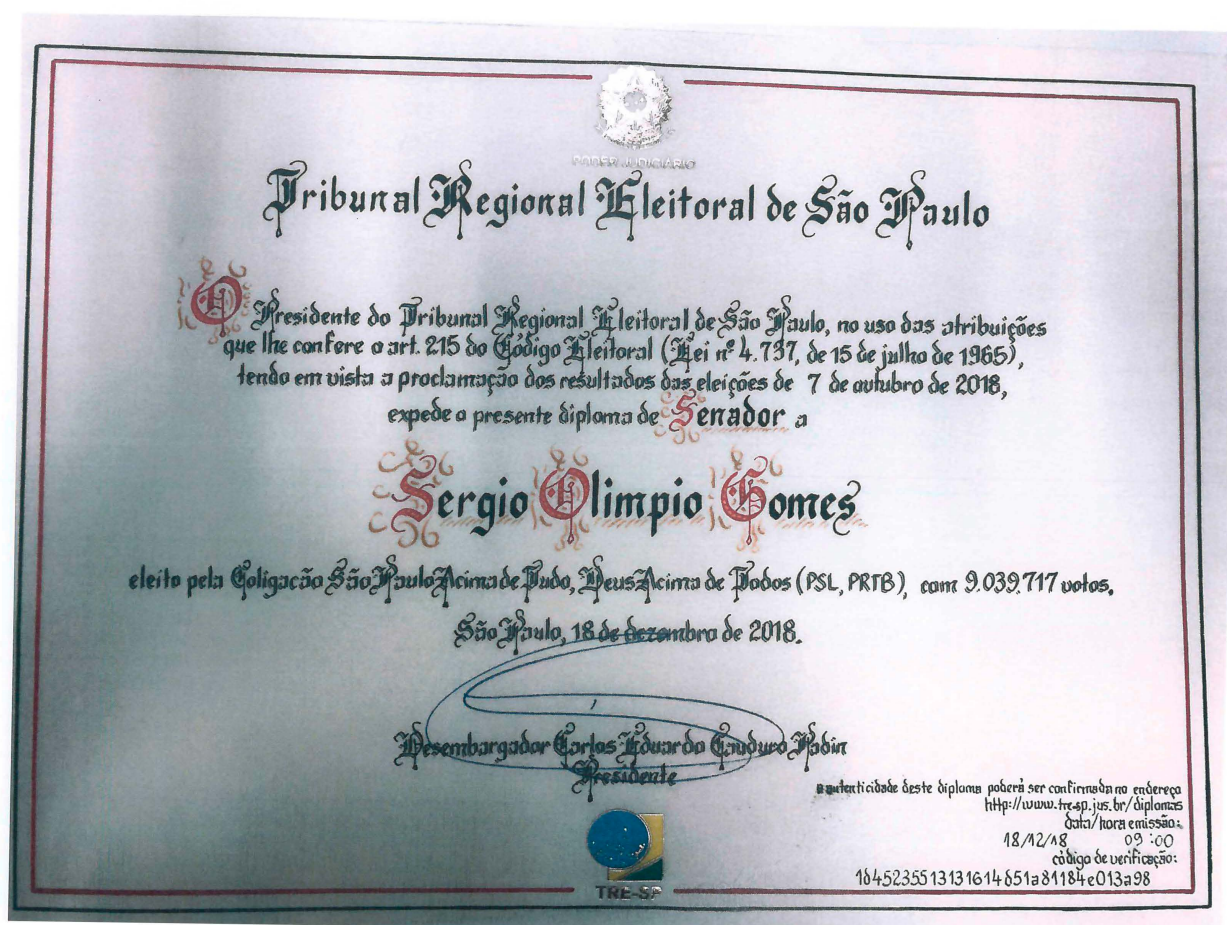 PODER JUDICIÁRIO
Tribunal Regional Eleitoral de São Paulo
O Presidente do Tribunal Regional Eleitoral de São Paulo, no uso das atribuições
que lhe confere o art. 215 do Código Eleitoral (Lei nº 4.737, de 15 de julho de 1965),
tendo em vista a proclamação dos resultados das eleições de 7 de outubro de 2018,
expede o presente diploma de Senador a
Sergio Olimpio Gomes
eleito pela Coligação São Paulo Acima de Tudo, Deus Acima de Todos (PSL, PRTB), com 9.039.717 votos.
São Paulo, 18 de dezembro de 2018.
Desembargador Carlos Eduardo Cauduro Padin
Presidente
a autenticidade deste diploma poderá ser confirmada no endereço
http://www.tre-sp.jus.br/diplomas
data/hora emissão:
18/12/18 09:00
código de verificação:
TRE-SP